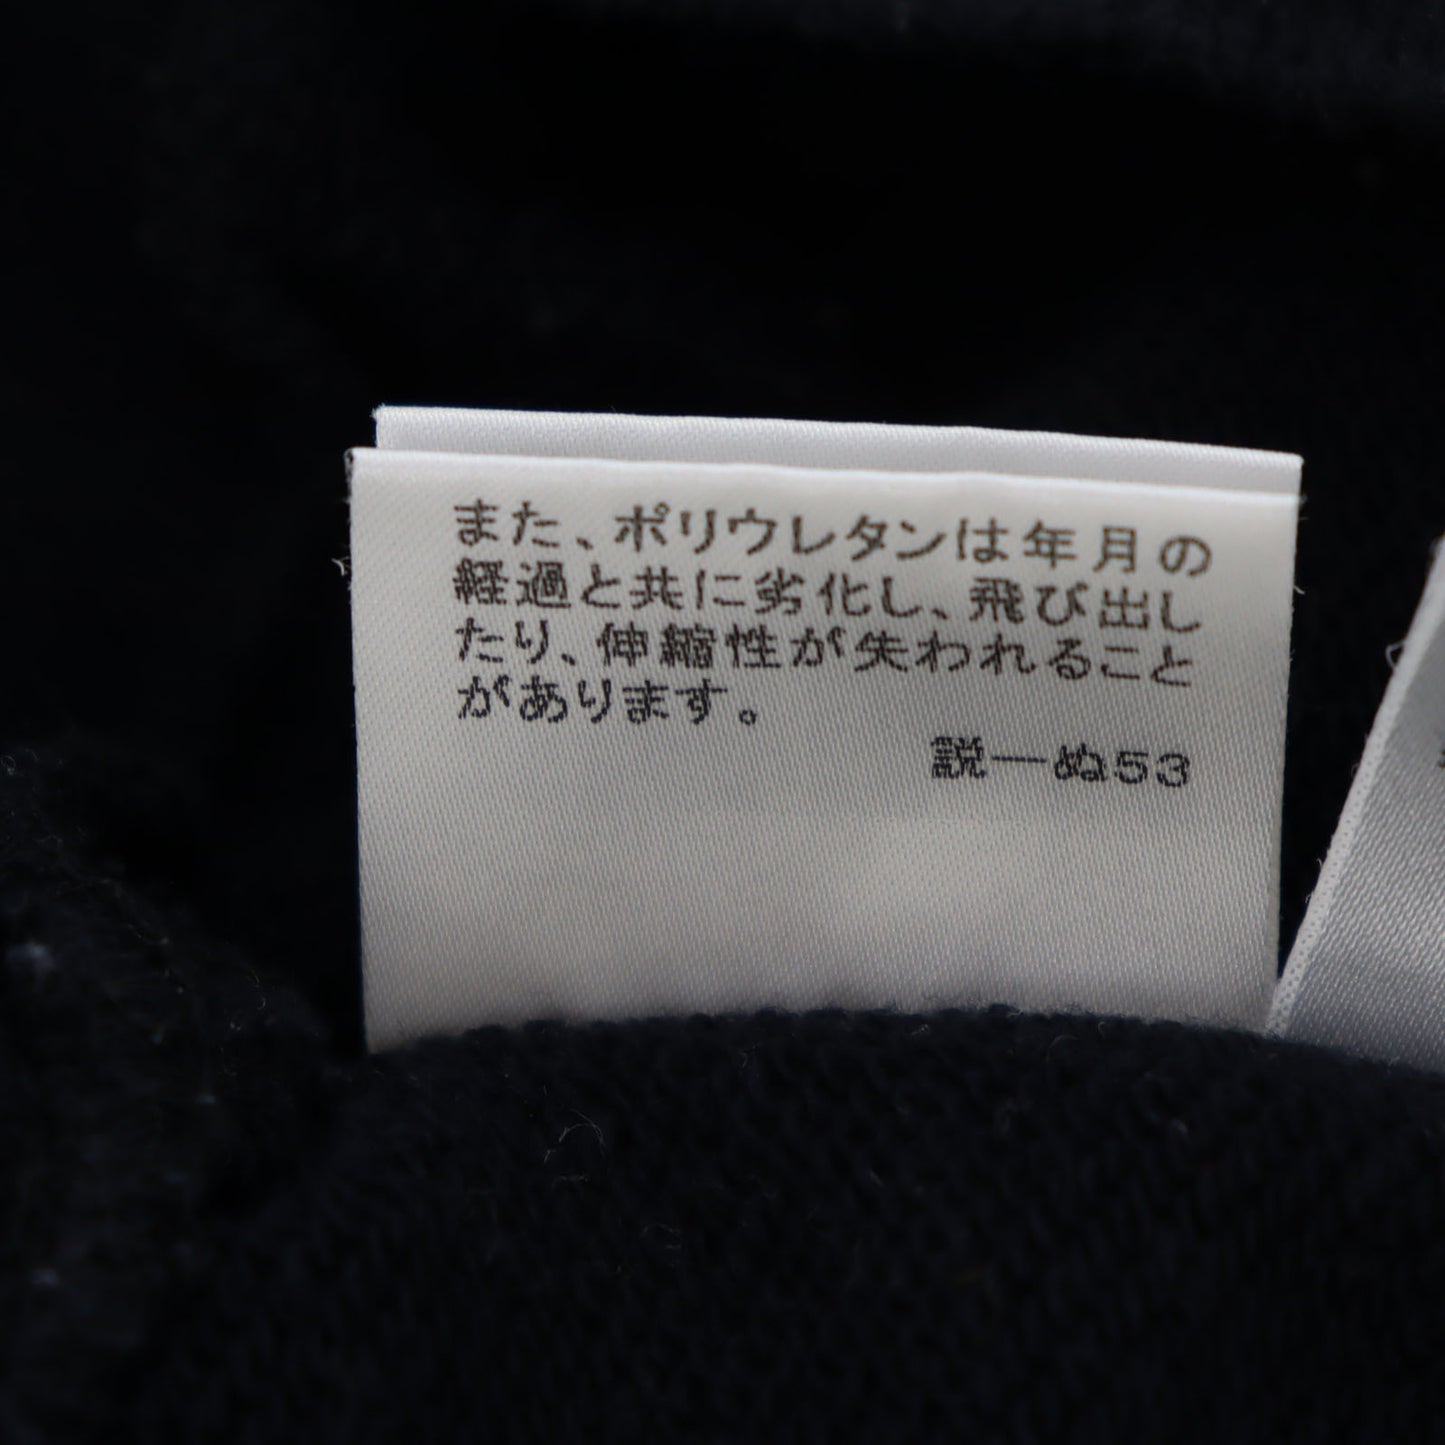 また、ポリウレタンは年月の
経過と共に劣化し、飛び出し
たり、伸縮性が失われること
があります。
説―ぬ53